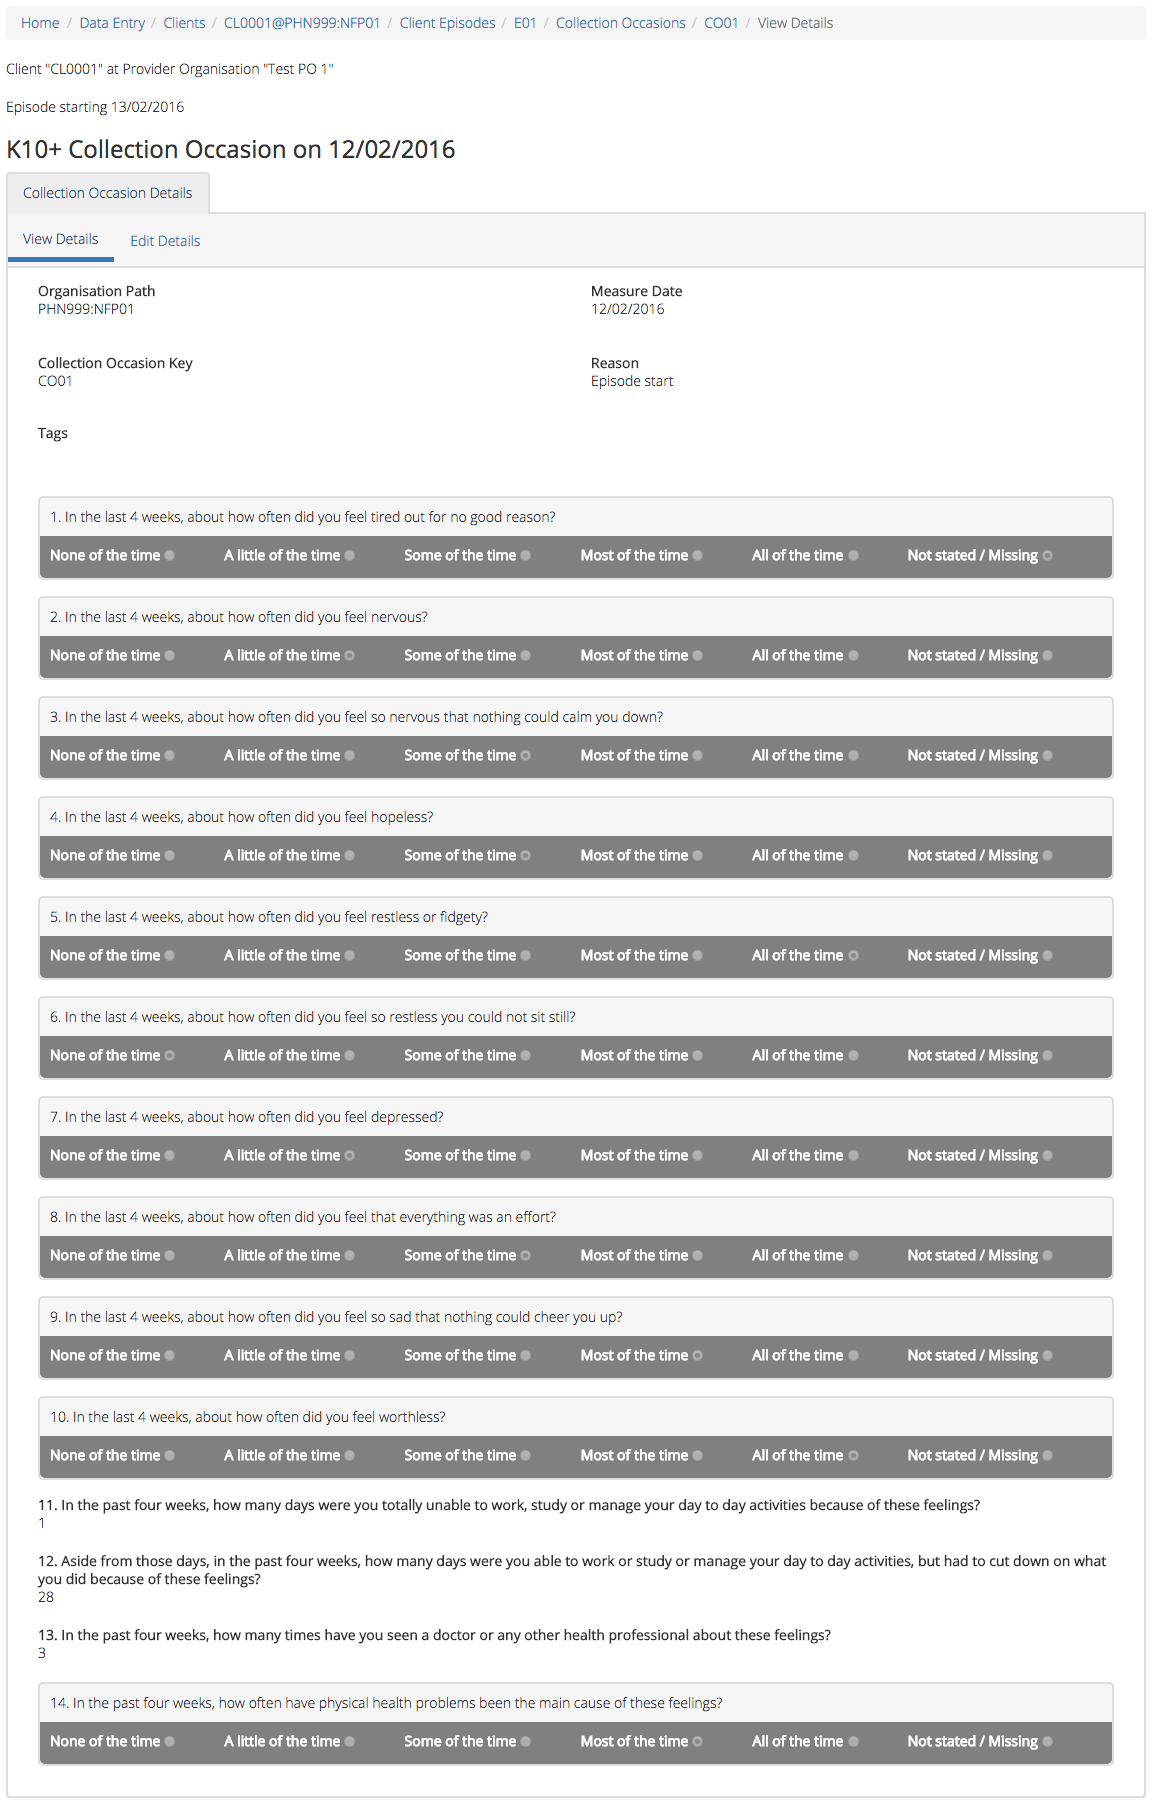 Home / Data Entry / Clients / CL0001@PHN999:NFP01 / Client Episodes / E01 / Collection Occasions / CO01 / View Details
Client "CL0001" at Provider Organisation "Test PO 1"
Episode starting 13/02/2016
K10+ Collection Occasion on 12/02/2016
Collection Occasion Details
View Details Edit Details
Organisation Path Measure Date
PHN999:NFP01 12/02/2016
Collection Occasion Key Reason
CO01 Episode start
Tags
1. In the last 4 weeks, about how often did you feel tired out for no good reason?
None of the time A little of the time Some of the time Most of the time All of the time Not stated / Missing
2. In the last 4 weeks, about how often did you feel nervous?
None of the time A little of the time Some of the time Most of the time All of the time Not stated / Missing
3. In the last 4 weeks, about how often did you feel so nervous that nothing could calm you down?
None of the time A little of the time Some of the time Most of the time All of the time Not stated / Missing
4. In the last 4 weeks, about how often did you feel hopeless?
None of the time A little of the time Some of the time Most of the time All of the time Not stated / Missing
5. In the last 4 weeks, about how often did you feel restless or fidgety?
None of the time A little of the time Some of the time Most of the time All of the time Not stated / Missing
6. In the last 4 weeks, about how often did you feel so restless you could not sit still?
None of the time A little of the time Some of the time Most of the time All of the time Not stated / Missing
7. In the last 4 weeks, about how often did you feel depressed?
None of the time A little of the time Some of the time Most of the time All of the time Not stated / Missing
8. In the last 4 weeks, about how often did you feel that everything was an effort?
None of the time A little of the time Some of the time Most of the time All of the time Not stated / Missing
9. In the last 4 weeks, about how often did you feel so sad that nothing could cheer you up?
None of the time A little of the time Some of the time Most of the time All of the time Not stated / Missing
10. In the last 4 weeks, about how often did you feel worthless?
None of the time A little of the time Some of the time Most of the time All of the time Not stated / Missing
11. In the past four weeks, how many days were you totally unable to work, study or manage your day to day activities because of these feelings?
1
12. Aside from those days, in the past four weeks, how many days were you able to work or study or manage your day to day activities, but had to cut down on what
you did because of these feelings?
28
13. In the past four weeks, how many times have you seen a doctor or any other health professional about these feelings?
3
14. In the past four weeks, how often have physical health problems been the main cause of these feelings?
None of the time A little of the time Some of the time Most of the time All of the time Not stated / Missing